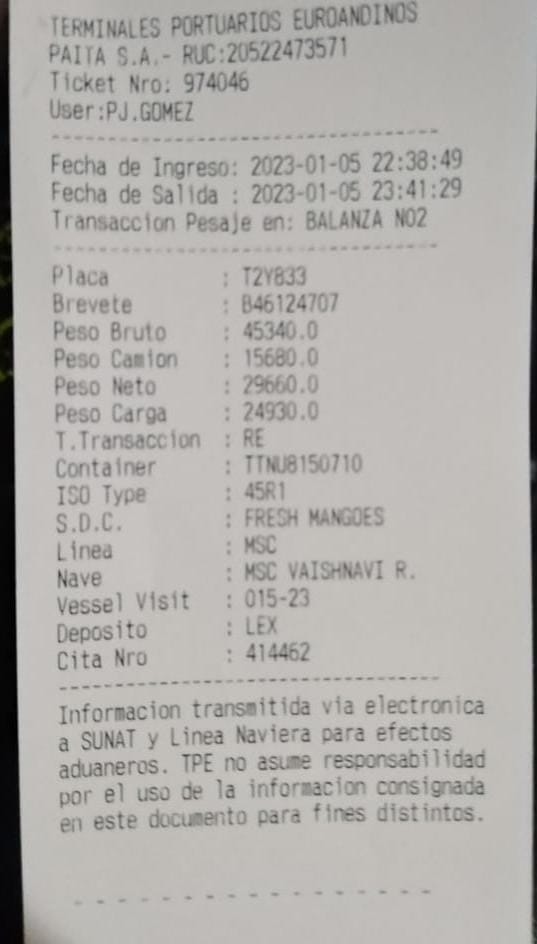 TERMINALES PORTUARIOS EUROANDINOS
PAITA S.A.- RUC:20522473571
Ticket Nro: 974046
User:PJ.GOMEZ
Fecha de Ingreso: 2023-01-05 22:38:49
Fecha de Salida : 2023-01-05 23:41:29
Transaccion Pesaje en: BALANZA NO2
Placa : T2Y833
Brevete : B46124707
Peso Bruto : 45340.0
Peso Camion : 15680.0
Peso Neto : 29660.0
Peso Carga : 24930.0
T.Transaccion : RE
Container : TTNU8150710
ISO Type : 45R1
S.D.C. : FRESH MANGOES
Linea : MSC
Nave : MSC VAISHNAVI R.
Vessel Visit : 015-23
Deposito : LEX
Cita Nro : 414462
Informacion transmitida via electronica
a SUNAT y Linea Naviera para efectos
aduaneros. TPE no asume responsabilidad
por el uso de la informacion consignada
en este documento para fines distintos.